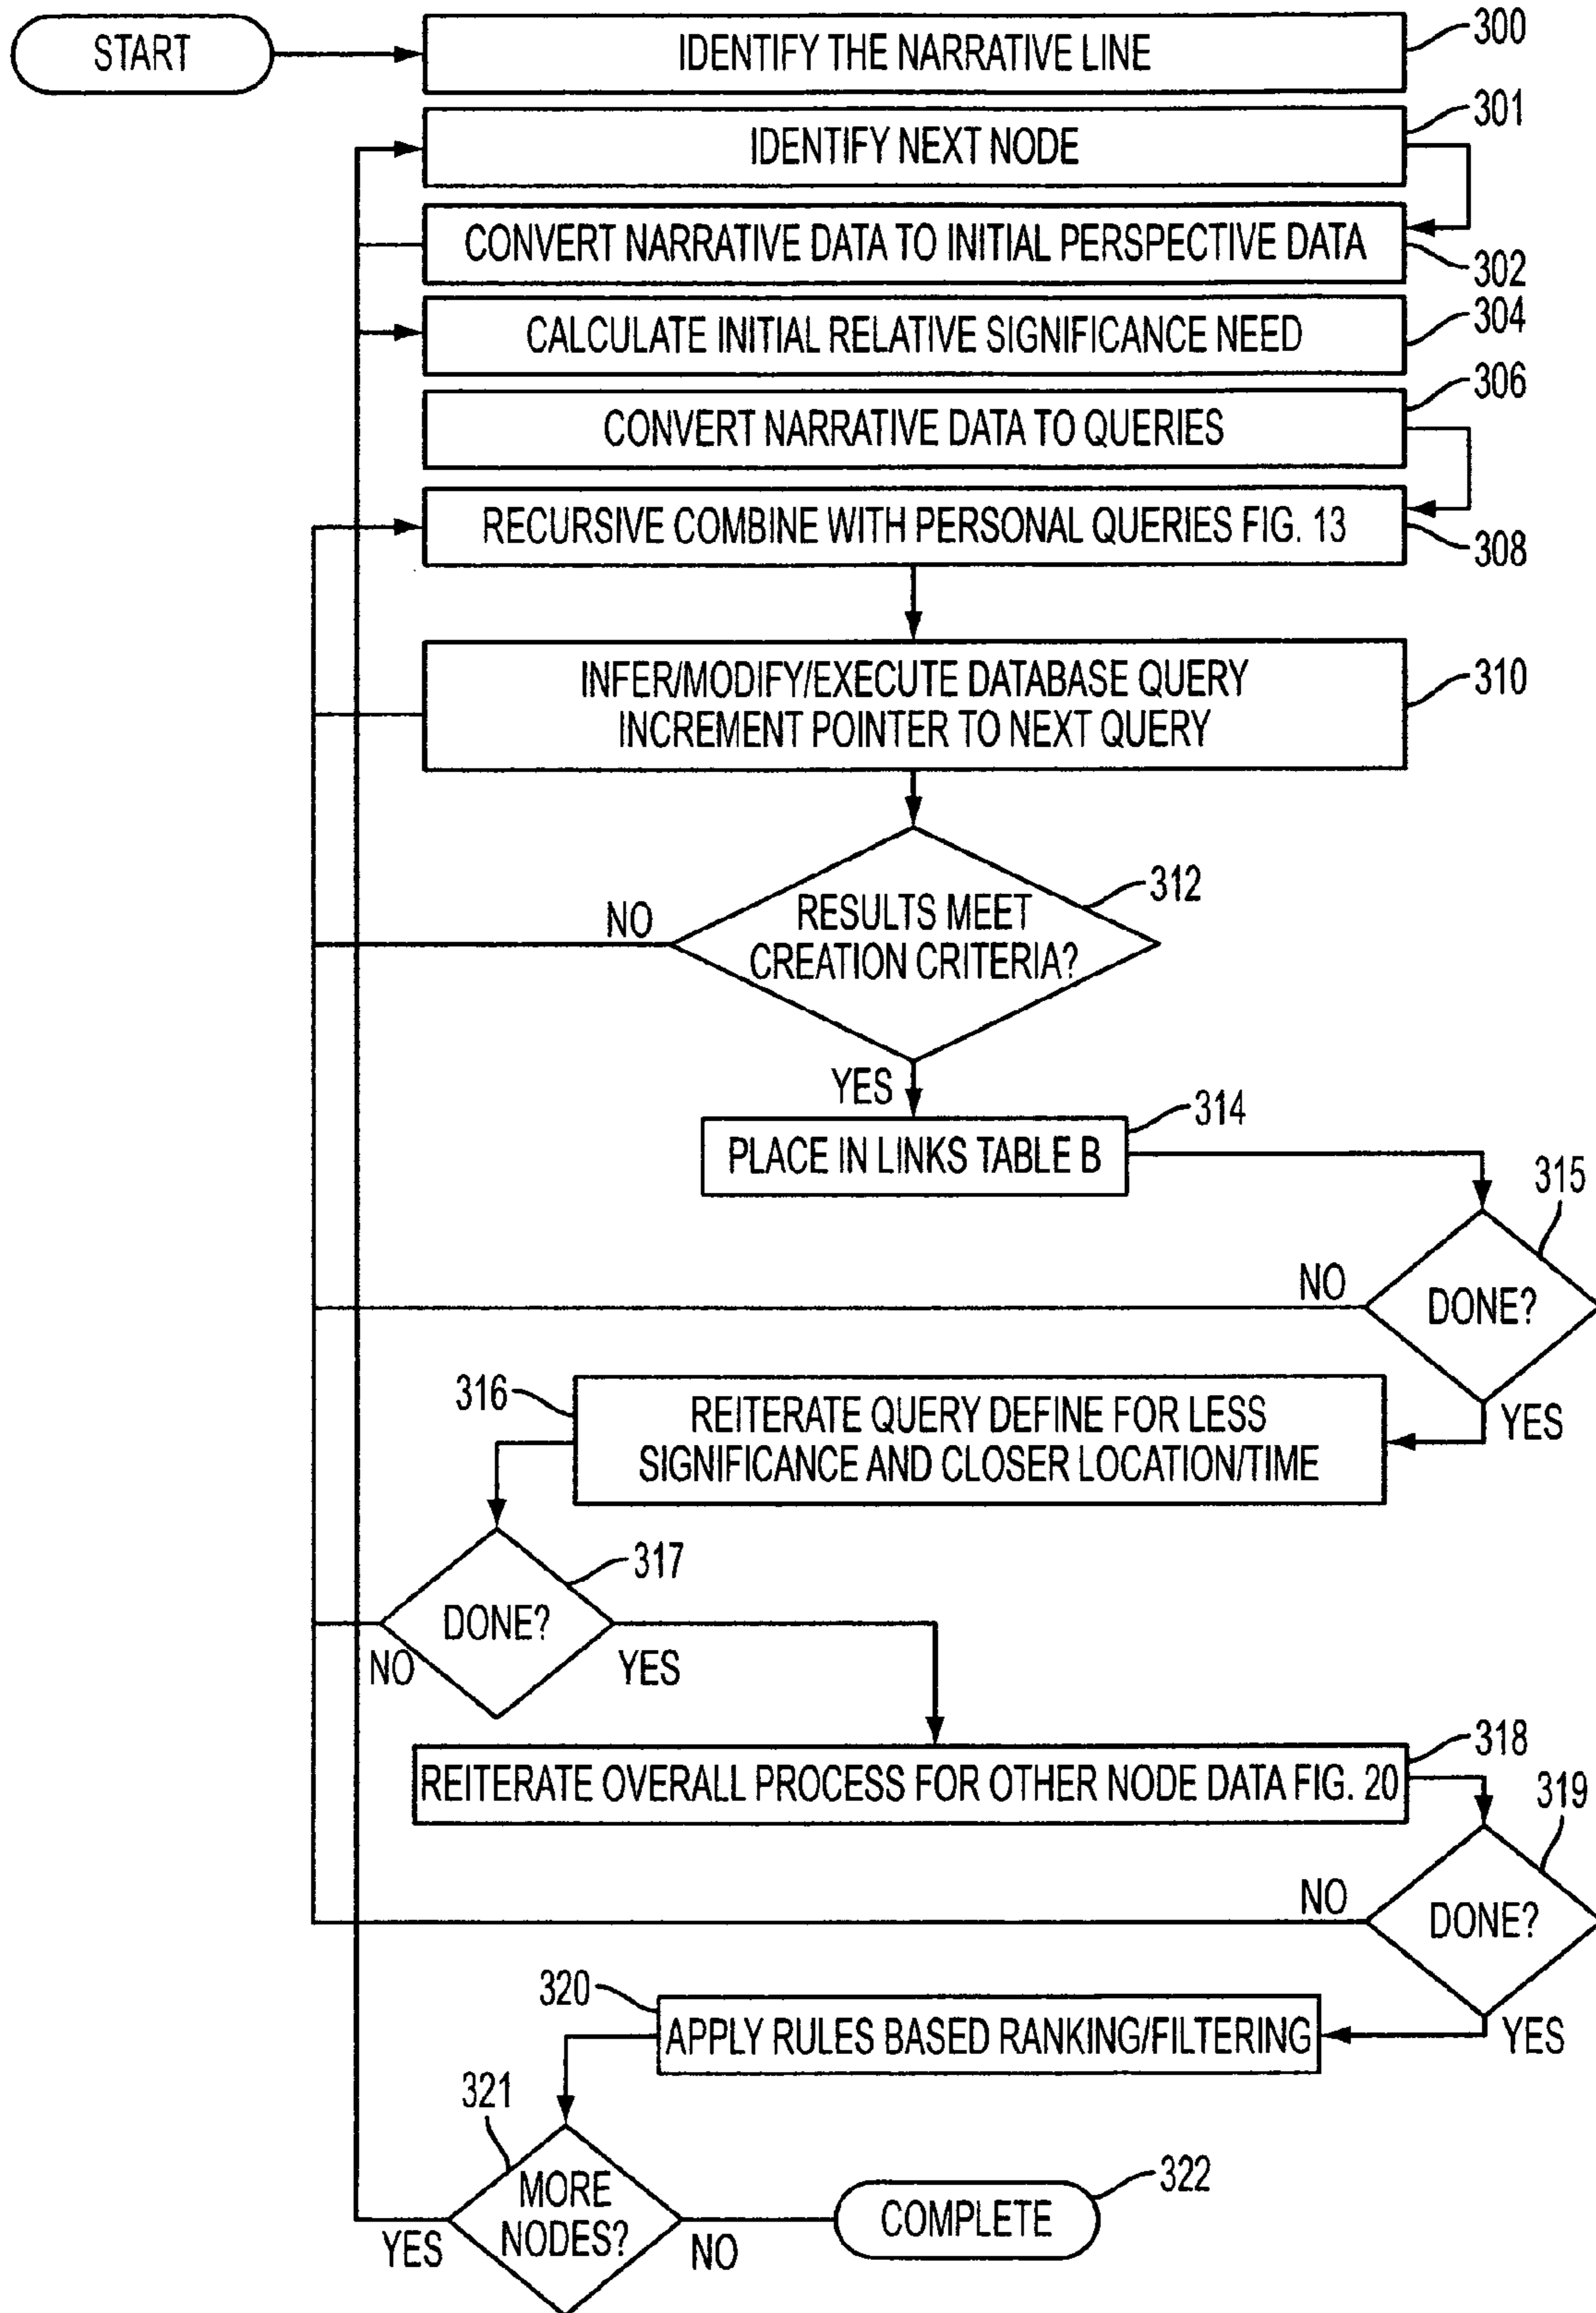 START
IDENTIFY THE NARRATIVE LINE
300
IDENTIFY NEXT NODE
301
CONVERT NARRATIVE DATA TO INITIAL PERSPECTIVE DATA
302
CALCULATE INITIAL RELATIVE SIGNIFICANCE NEED
304
CONVERT NARRATIVE DATA TO QUERIES
306
RECURSIVE COMBINE WITH PERSONAL QUERIES FIG. 13
308
INFER/MODIFY/EXECUTE DATABASE QUERY
INCREMENT POINTER TO NEXT QUERY
310
RESULTS MEET
CREATION CRITERIA?
312
NO
YES
PLACE IN LINKS TABLE B
314
DONE?
315
NO
YES
316
REITERATE QUERY DEFINE FOR LESS
SIGNIFICANCE AND CLOSER LOCATION/TIME
DONE?
317
NO
YES
REITERATE OVERALL PROCESS FOR OTHER NODE DATA FIG. 20
318
DONE?
319
NO
YES
320
APPLY RULES BASED RANKING/FILTERING
321
MORE
NODES?
YES
NO
COMPLETE
322